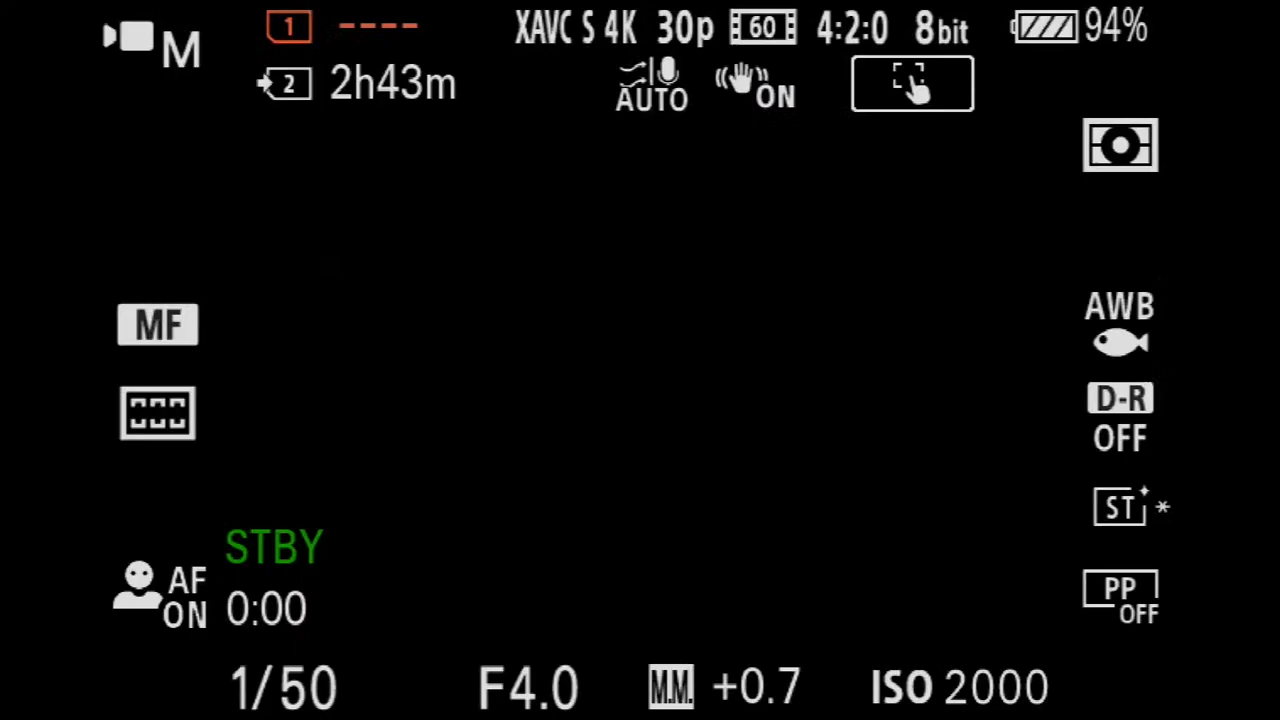 M 1 ---- XAVC S 4K 30p 60 4:2:0 8bit 94%
2 2h43m AUTO ON
MF
AWB
D-R
OFF
ST
STBY
AF
ON 0:00
PP
OFF
1/50 F4.0 M.M. +0.7 ISO 2000